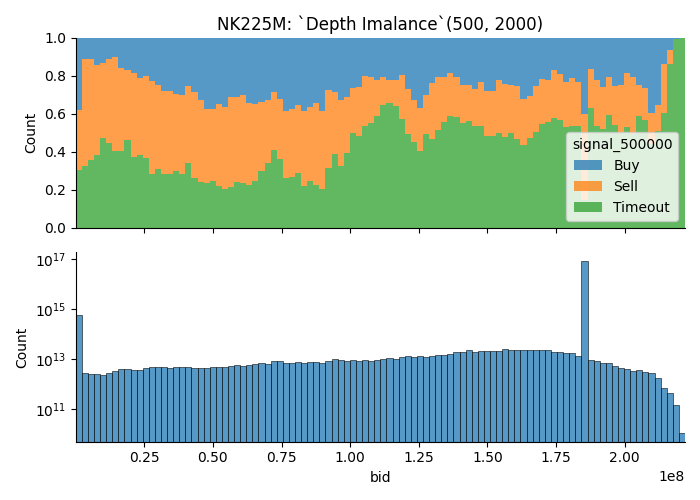 NK225M: `Depth Imalance`(500, 2000)
1.0
0.8
0.6
0.4
0.2
0.0
Count
signal_500000
Buy
Sell
Timeout
10^17
10^15
10^13
10^11
Count
0.25 0.50 0.75 1.00 1.25 1.50 1.75 2.00
1e8
bid